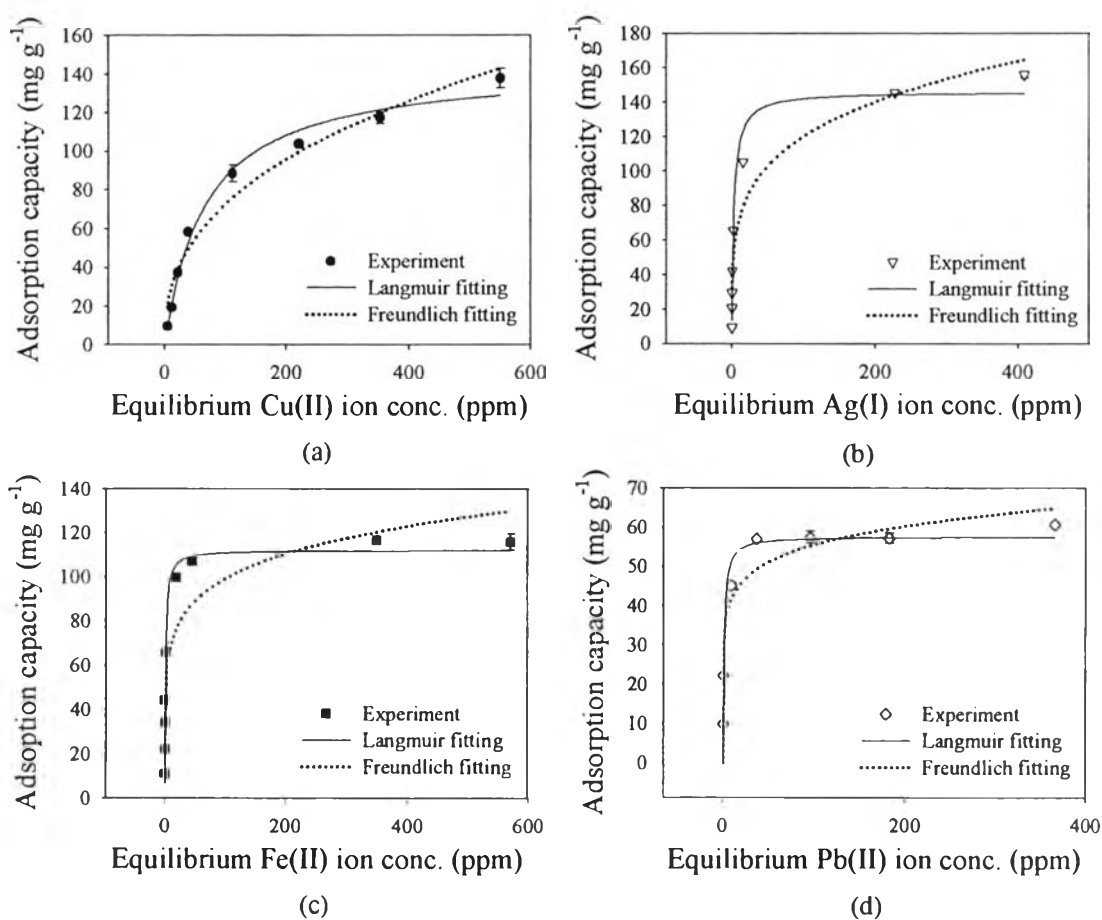 Adsorption capacity (mg g⁻¹)
160
140
120
100
80
60
40
20
0
Experiment
Langmuir fitting
Freundlich fitting
0 200 400 600
Equilibrium Cu(II) ion conc. (ppm)
(a)
Adsorption capacity (mg g⁻¹)
180
160
140
120
100
80
60
40
20
0
Experiment
Langmuir fitting
Freundlich fitting
0 100 200 300 400
Equilibrium Ag(I) ion conc. (ppm)
(b)
Adsoption capacity (mg g⁻¹)
140
120
100
80
60
40
20
0
Experiment
Langmuir fitting
Freundlich fitting
0 200 400 600
Equilibrium Fe(II) ion conc. (ppm)
(c)
Adsorption capacity (mg g⁻¹)
70
60
50
40
30
20
10
0
Experiment
Langmuir fitting
Freundlich fitting
0 200 400
Equilibrium Pb(II) ion conc. (ppm)
(d)